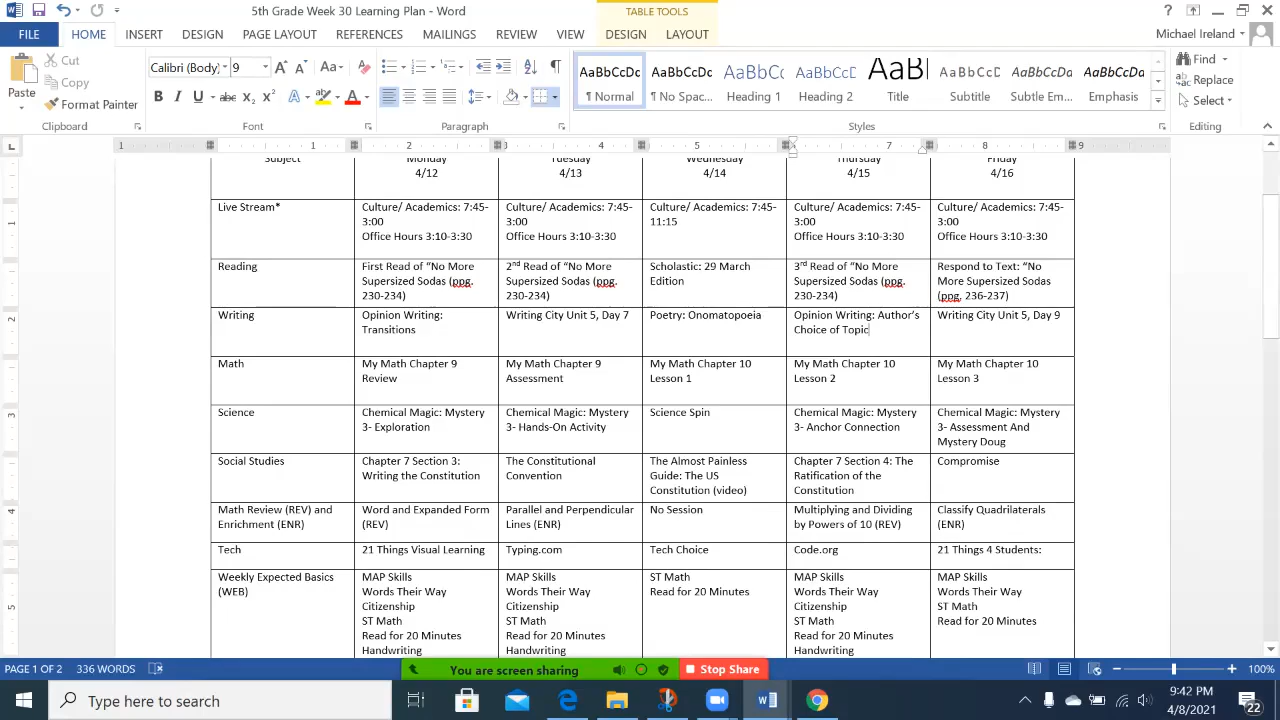 5th Grade Week 30 Learning Plan - Word
TABLE TOOLS
FILE HOME INSERT DESIGN PAGE LAYOUT REFERENCES MAILINGS REVIEW VIEW DESIGN LAYOUT
Michael Ireland
Paste
Cut
Copy
Format Painter
Clipboard
Calibri (Body) 9
Font
Paragraph
AaBbCcDc AaBbCcDc AaBbCc AaBbCcD AaBl AaBbCcD AaBbCcDc AaBbCcDc
¶ Normal ¶ No Spac... Heading 1 Heading 2 Title Subtitle Subtle Em... Emphasis
Styles
Find
Replace
Select
Editing
1 1 2 3 4 5 6 7 8 9
Subject
Monday
4/12
Tuesday
4/13
Wednesday
4/14
Thursday
4/15
Friday
4/16
Live Stream*
Culture/ Academics: 7:45-
3:00
Office Hours 3:10-3:30
Culture/ Academics: 7:45-
3:00
Office Hours 3:10-3:30
Culture/ Academics: 7:45-
11:15
Culture/ Academics: 7:45-
3:00
Office Hours 3:10-3:30
Culture/ Academics: 7:45-
3:00
Office Hours 3:10-3:30
Reading
First Read of “No More
Supersized Sodas (ppg.
230-234)
2nd Read of “No More
Supersized Sodas (ppg.
230-234)
Scholastic: 29 March
Edition
3rd Read of “No More
Supersized Sodas (ppg.
230-234)
Respond to Text: “No
More Supersized Sodas
(ppg. 236-237)
Writing
Opinion Writing:
Transitions
Writing City Unit 5, Day 7
Poetry: Onomatopoeia
Opinion Writing: Author’s
Choice of Topic
Writing City Unit 5, Day 9
Math
My Math Chapter 9
Review
My Math Chapter 9
Assessment
My Math Chapter 10
Lesson 1
My Math Chapter 10
Lesson 2
My Math Chapter 10
Lesson 3
Science
Chemical Magic: Mystery
3- Exploration
Chemical Magic: Mystery
3- Hands-On Activity
Science Spin
Chemical Magic: Mystery
3- Anchor Connection
Chemical Magic: Mystery
3- Assessment And
Mystery Doug
Social Studies
Chapter 7 Section 3:
Writing the Constitution
The Constitutional
Convention
The Almost Painless
Guide: The US
Constitution (video)
Chapter 7 Section 4: The
Ratification of the
Constitution
Compromise
Math Review (REV) and
Enrichment (ENR)
Word and Expanded Form
(REV)
Parallel and Perpendicular
Lines (ENR)
No Session
Multiplying and Dividing
by Powers of 10 (REV)
Classify Quadrilaterals
(ENR)
Tech
21 Things Visual Learning
Typing.com
Tech Choice
Code.org
21 Things 4 Students:
Weekly Expected Basics
(WEB)
MAP Skills
Words Their Way
Citizenship
ST Math
Read for 20 Minutes
Handwriting
MAP Skills
Words Their Way
Citizenship
ST Math
Read for 20 Minutes
Handwriting
ST Math
Read for 20 Minutes
MAP Skills
Words Their Way
Citizenship
ST Math
Read for 20 Minutes
Handwriting
MAP Skills
Words Their Way
ST Math
Read for 20 Minutes
1
2
3
4
5
PAGE 1 OF 2 336 WORDS
You are screen sharing
Stop Share
100%
Type here to search
9:42 PM
4/8/2021
22